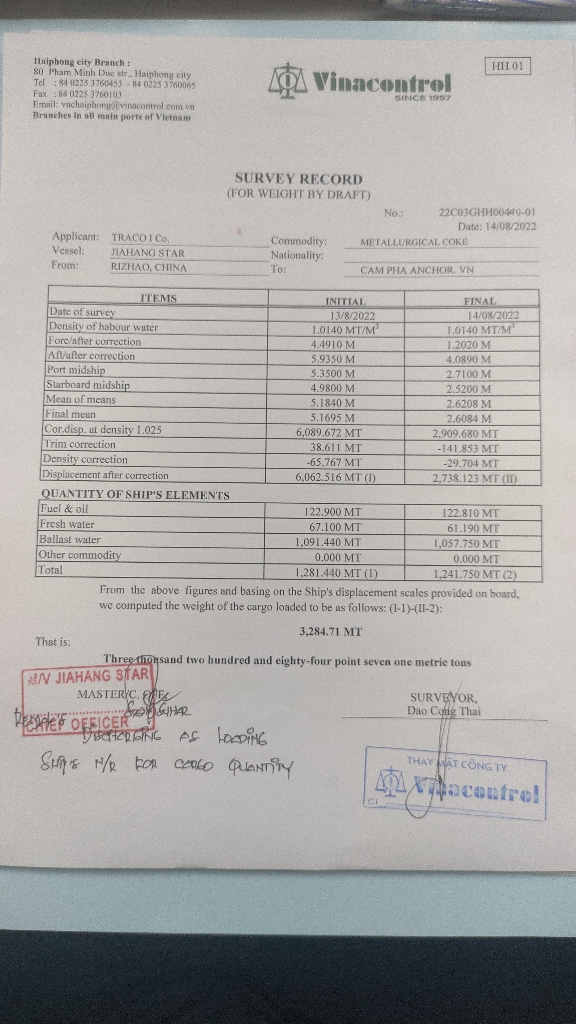 Haiphong city Branch :
80 Pham Minh Duc str., Haiphong city
Tel : 84 0225 3760453 - 84 0225 3760065
Fax : 84 0225 3760103
Email: vnchaiphong@vinacontrol.com.vn
Branches in all main ports of Vietnam
Vinacontrol
SINCE 1957
HH 01
SURVEY RECORD
(FOR WEIGHT BY DRAFT)
No.: 22C03GHH00440-01
Date: 14/08/2022
Applicant: TRACO I Co.
Commodity: METALLURGICAL COKE
Vessel: JIAHANG STAR
Nationality:
From: RIZHAO, CHINA
To: CAM PHA ANCHOR. VN
ITEMS INITIAL FINAL
Date of survey 13/8/2022 14/08/2022
Density of habour water 1.0140 MT/M³ 1.0140 MT/M³
Fore/after correction 4.4910 M 1.2020 M
Aft/after correction 5.9350 M 4.0890 M
Port midship 5.3500 M 2.7100 M
Starboard midship 4.9800 M 2.5200 M
Mean of means 5.1840 M 2.6208 M
Final mean 5.1695 M 2.6084 M
Cor.disp. at density 1.025 6,089.672 MT 2,909.680 MT
Trim correction 38.611 MT -141.853 MT
Density correction -65.767 MT -29.704 MT
Displacement after correction 6,062.516 MT (I) 2,738.123 MT (II)
QUANTITY OF SHIP'S ELEMENTS
Fuel & oil 122,900 MT 122.810 MT
Fresh water 67.100 MT 61.190 MT
Ballast water 1,091.440 MT 1,057.750 MT
Other commodity 0.000 MT 0.000 MT
Total 1,281.440 MT (1) 1,241.750 MT (2)
From the above figures and basing on the Ship's displacement scales provided on board,
we computed the weight of the cargo loaded to be as follows: (I-1)-(II-2):
3,284.71 MT
That is:
Three thousand two hundred and eighty-four point seven one metric tons
M/V JIAHANG STAR
MASTER/C. OFF.
CHIEF OFFICER
DISCHARGING AS LOADING
SHIP'S N/R FOR CARGO QUANTITY
SURVEYOR,
Dao Cong Thai
THAY MẶT CÔNG TY
Vinacontrol